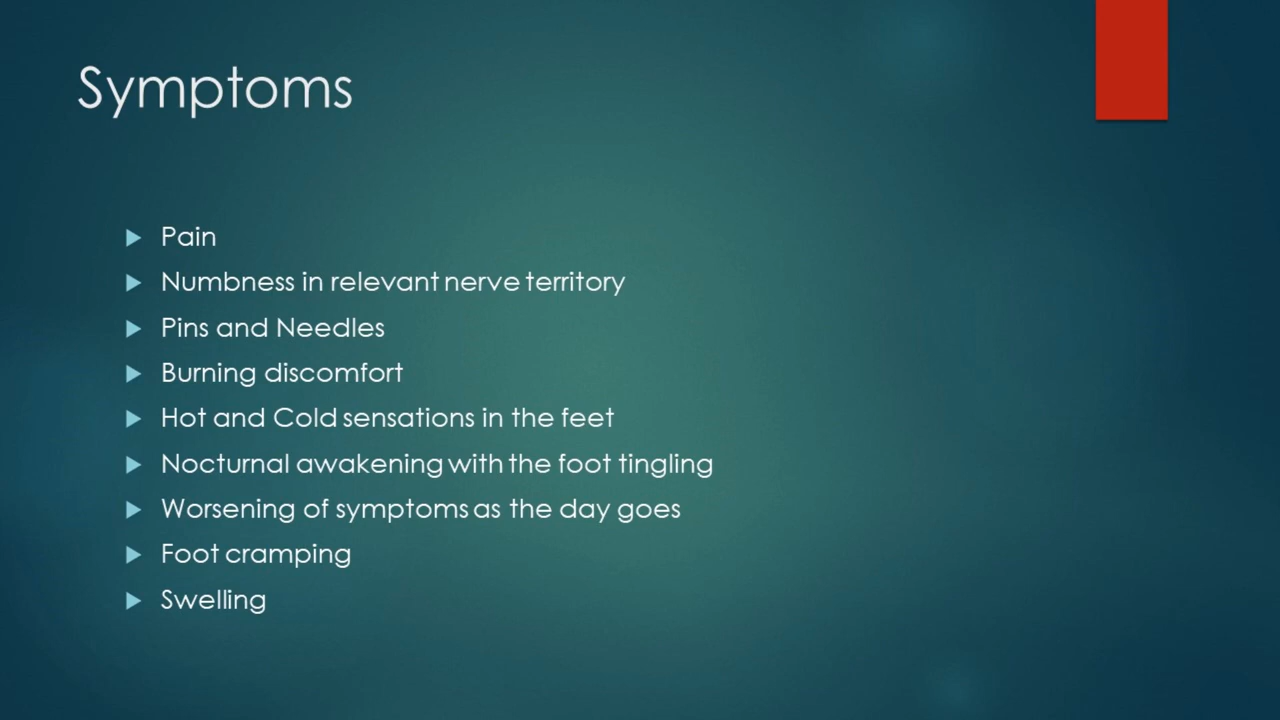 Symptoms
Pain
Numbness in relevant nerve territory
Pins and Needles
Burning discomfort
Hot and Cold sensations in the feet
Nocturnal awakening with the foot tingling
Worsening of symptoms as the day goes
Foot cramping
Swelling